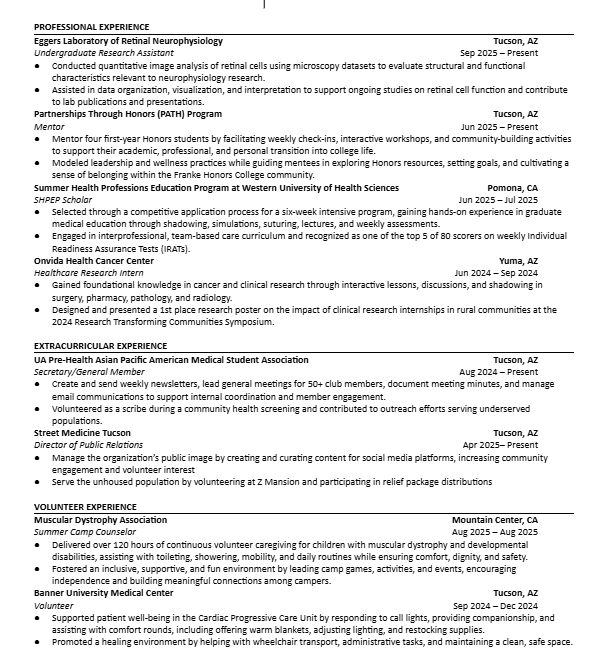 PROFESSIONAL EXPERIENCE
Eggers Laboratory of Retinal Neurophysiology Tucson, AZ
Undergraduate Research Assistant Sep 2025 – Present
● Conducted quantitative image analysis of retinal cells using microscopy datasets to evaluate structural and functional
characteristics relevant to neurophysiology research.
● Assisted in data organization, visualization, and interpretation to support ongoing studies on retinal cell function and contribute
to lab publications and presentations.
Partnerships Through Honors (PATH) Program Tucson, AZ
Mentor Jun 2025 – Present
● Mentor four first-year Honors students by facilitating weekly check-ins, interactive workshops, and community-building activities
to support their academic, professional, and personal transition into college life.
● Modeled leadership and wellness practices while guiding mentees in exploring Honors resources, setting goals, and cultivating a
sense of belonging within the Franke Honors College community.
Summer Health Professions Education Program at Western University of Health Sciences Pomona, CA
SHPEP Scholar Jun 2025 – Jul 2025
● Selected through a competitive application process for a six-week intensive program, gaining hands-on experience in graduate
medical education through shadowing, simulations, suturing, lectures, and weekly assessments.
● Engaged in interprofessional, team-based care curriculum and recognized as one of the top 5 of 80 scorers on weekly Individual
Readiness Assurance Tests (IRATs).
Onvida Health Cancer Center Yuma, AZ
Healthcare Research Intern Jun 2024 – Sep 2024
● Gained foundational knowledge in cancer and clinical research through interactive lessons, discussions, and shadowing in
surgery, pharmacy, pathology, and radiology.
● Designed and presented a 1st place research poster on the impact of clinical research internships in rural communities at the
2024 Research Transforming Communities Symposium.
EXTRACURRICULAR EXPERIENCE
UA Pre-Health Asian Pacific American Medical Student Association Tucson, AZ
Secretary/General Member Aug 2024 – Present
● Create and send weekly newsletters, lead general meetings for 50+ club members, document meeting minutes, and manage
email communications to support internal coordination and member engagement.
● Volunteered as a scribe during a community health screening and contributed to outreach efforts serving underserved
populations.
Street Medicine Tucson Tucson, AZ
Director of Public Relations Apr 2025– Present
● Manage the organization's public image by creating and curating content for social media platforms, increasing community
engagement and volunteer interest
● Serve the unhoused population by volunteering at Z Mansion and participating in relief package distributions
VOLUNTEER EXPERIENCE
Muscular Dystrophy Association Mountain Center, CA
Summer Camp Counselor Aug 2025 – Aug 2025
● Delivered over 120 hours of continuous volunteer caregiving for children with muscular dystrophy and developmental
disabilities, assisting with toileting, showering, mobility, and daily routines while ensuring comfort, dignity, and safety.
● Fostered an inclusive, supportive, and fun environment by leading camp games, activities, and events, encouraging
independence and building meaningful connections among campers.
Banner University Medical Center Tucson, AZ
Volunteer Sep 2024 – Dec 2024
● Supported patient well-being in the Cardiac Progressive Care Unit by responding to call lights, providing companionship, and
assisting with comfort rounds, including offering warm blankets, adjusting lighting, and restocking supplies.
● Promoted a healing environment by helping with wheelchair transport, administrative tasks, and maintaining a clean, safe space.